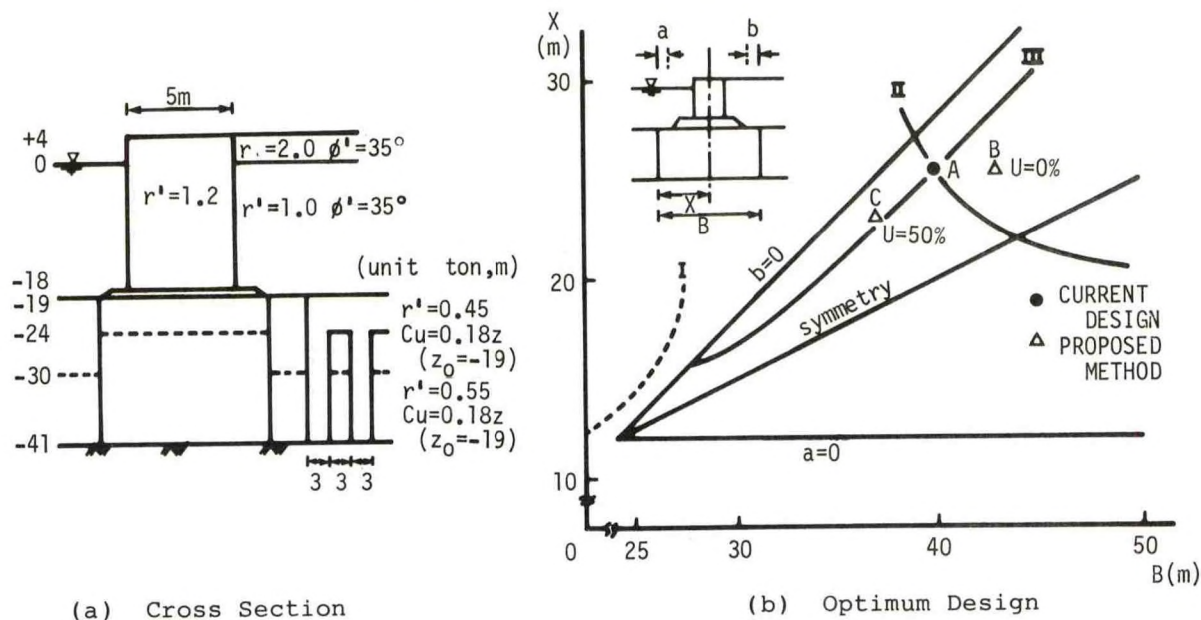 5m
+4
0
r.=2.0 ø'=35°
r'=1.2
r'=1.0 ø'=35°
(unit ton,m)
-18
-19
-24
-30
-41
r'=0.45
Cu=0.18z
(z₀=-19)
r'=0.55
Cu=0.18z
(z₀=-19)
3 3 3
(a) Cross Section
X
(m)
30
20
10
0
25
30
40
50
B(m)
a
b
X
B
I
II
III
A
B
U=0%
C
U=50%
b=0
symmetry
a=0
● CURRENT
DESIGN
△ PROPOSED
METHOD
(b) Optimum Design